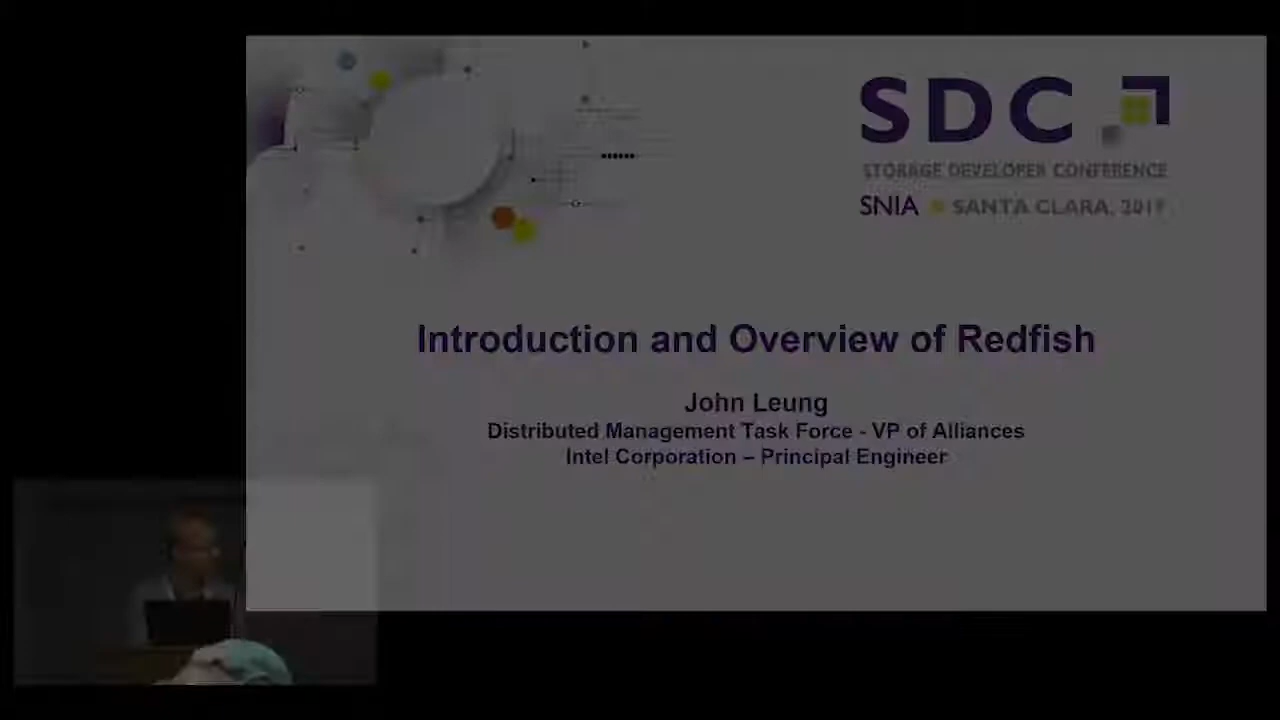 SDC
STORAGE DEVELOPER CONFERENCE
SNIA SANTA CLARA, 2017
Introduction and Overview of Redfish
John Leung
Distributed Management Task Force - VP of Alliances
Intel Corporation – Principal Engineer